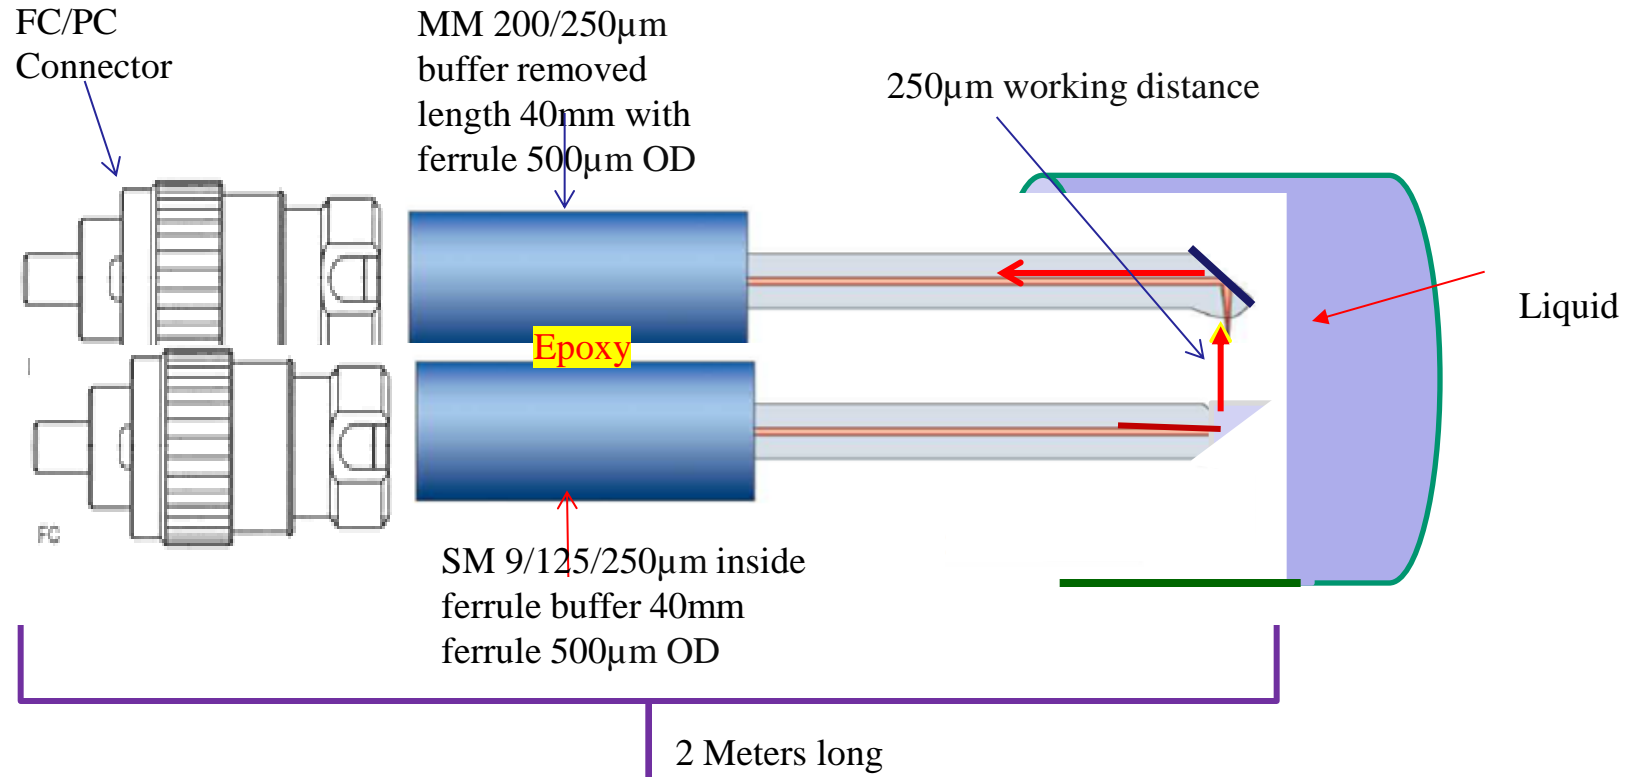 FC/PC
Connector
MM 200/250µm
buffer removed
length 40mm with
ferrule 500µm OD
250µm working distance
Liquid
Epoxy
FC
SM 9/125/250µm inside
ferrule buffer 40mm
ferrule 500µm OD
2 Meters long